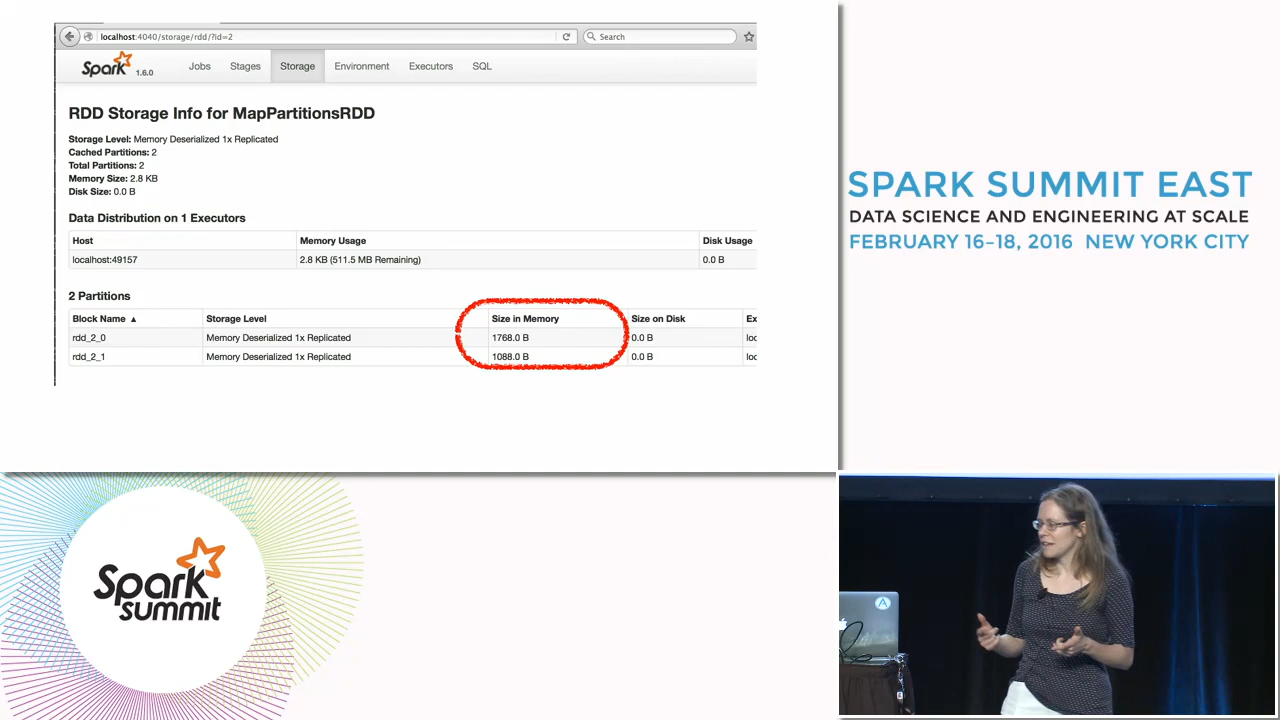 localhost:4040/storage/rdd/?id=2
Search
Spark 1.6.0 Jobs Stages Storage Environment Executors SQL
RDD Storage Info for MapPartitionsRDD
Storage Level: Memory Deserialized 1x Replicated
Cached Partitions: 2
Total Partitions: 2
Memory Size: 2.8 KB
Disk Size: 0.0 B
Data Distribution on 1 Executors
Host Memory Usage Disk Usage
localhost:49157 2.8 KB (511.5 MB Remaining) 0.0 B
2 Partitions
Block Name ▲ Storage Level Size in Memory Size on Disk Ex
rdd_2_0 Memory Deserialized 1x Replicated 1768.0 B 0.0 B loc
rdd_2_1 Memory Deserialized 1x Replicated 1088.0 B 0.0 B loc
SPARK SUMMIT EAST
DATA SCIENCE AND ENGINEERING AT SCALE
FEBRUARY 16–18, 2016 NEW YORK CITY
Spark
summit
A